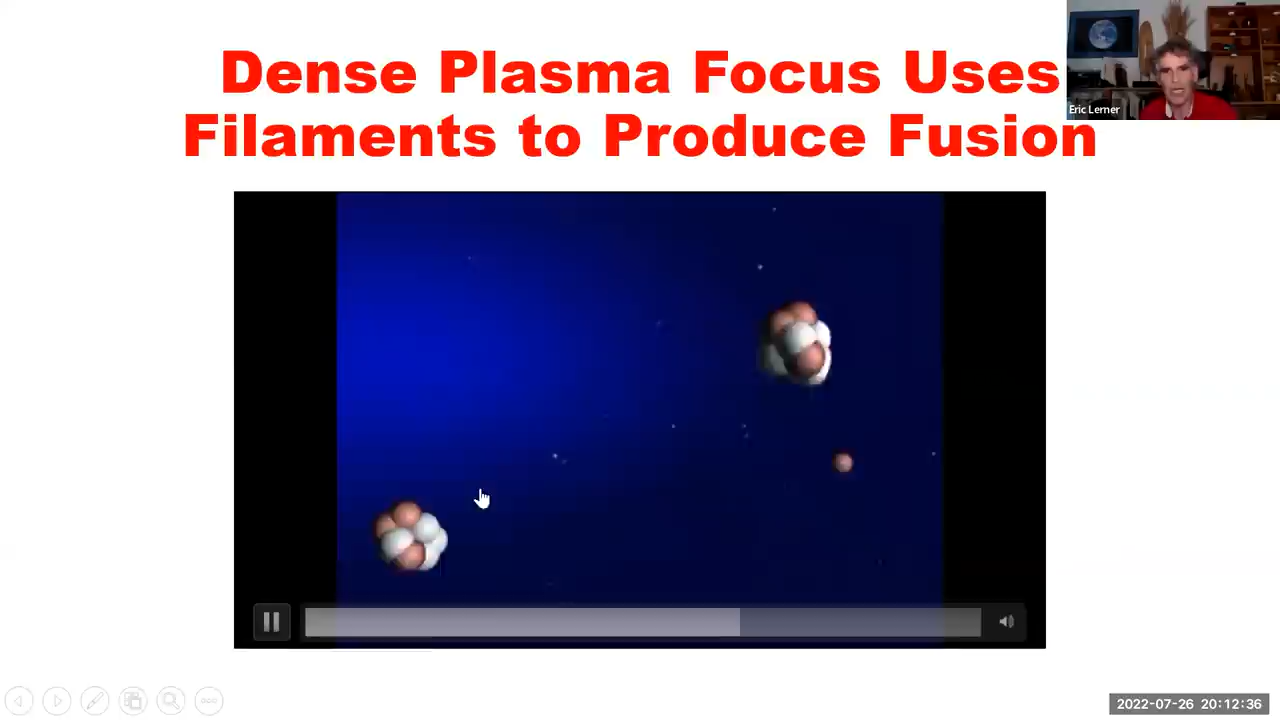 Dense Plasma Focus Uses
Filaments to Produce Fusion
Eric Lerner
2022-07-26 20:12:36